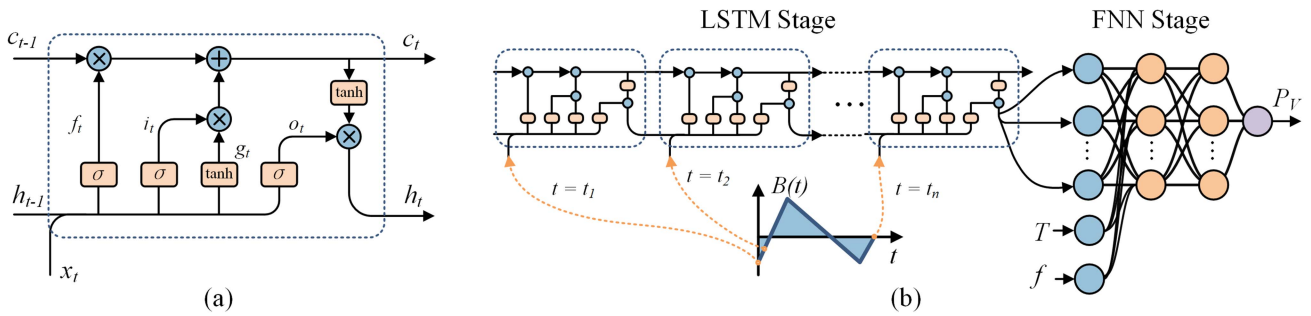 LSTM Stage
FNN Stage
c_{t-1}
c_t
tanh
f_t
i_t
o_t
g_t
σ
σ
tanh
σ
h_{t-1}
h_t
x_t
(a)
t = t_1
t = t_2
t = t_n
B(t)
t
(b)
P_V
T
f